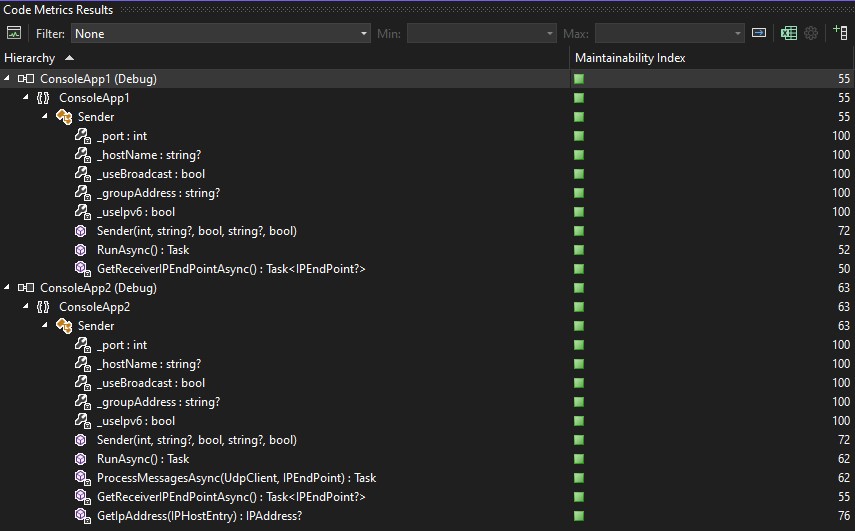 Code Metrics Results
Filter: None Min: Max:
Hierarchy Maintainability Index
ConsoleApp1 (Debug) 55
ConsoleApp1 55
Sender 55
_port : int 100
_hostName : string? 100
_useBroadcast : bool 100
_groupAddress : string? 100
_useIpv6 : bool 100
Sender(int, string?, bool, string?, bool) 72
RunAsync() : Task 52
GetReceiverIPEndPointAsync() : Task<IPEndPoint?> 50
ConsoleApp2 (Debug) 63
ConsoleApp2 63
Sender 63
_port : int 100
_hostName : string? 100
_useBroadcast : bool 100
_groupAddress : string? 100
_useIpv6 : bool 100
Sender(int, string?, bool, string?, bool) 72
RunAsync() : Task 62
ProcessMessagesAsync(UdpClient, IPEndPoint) : Task 62
GetReceiverIPEndPointAsync() : Task<IPEndPoint?> 55
GetIpAddress(IPHostEntry) : IPAddress? 76